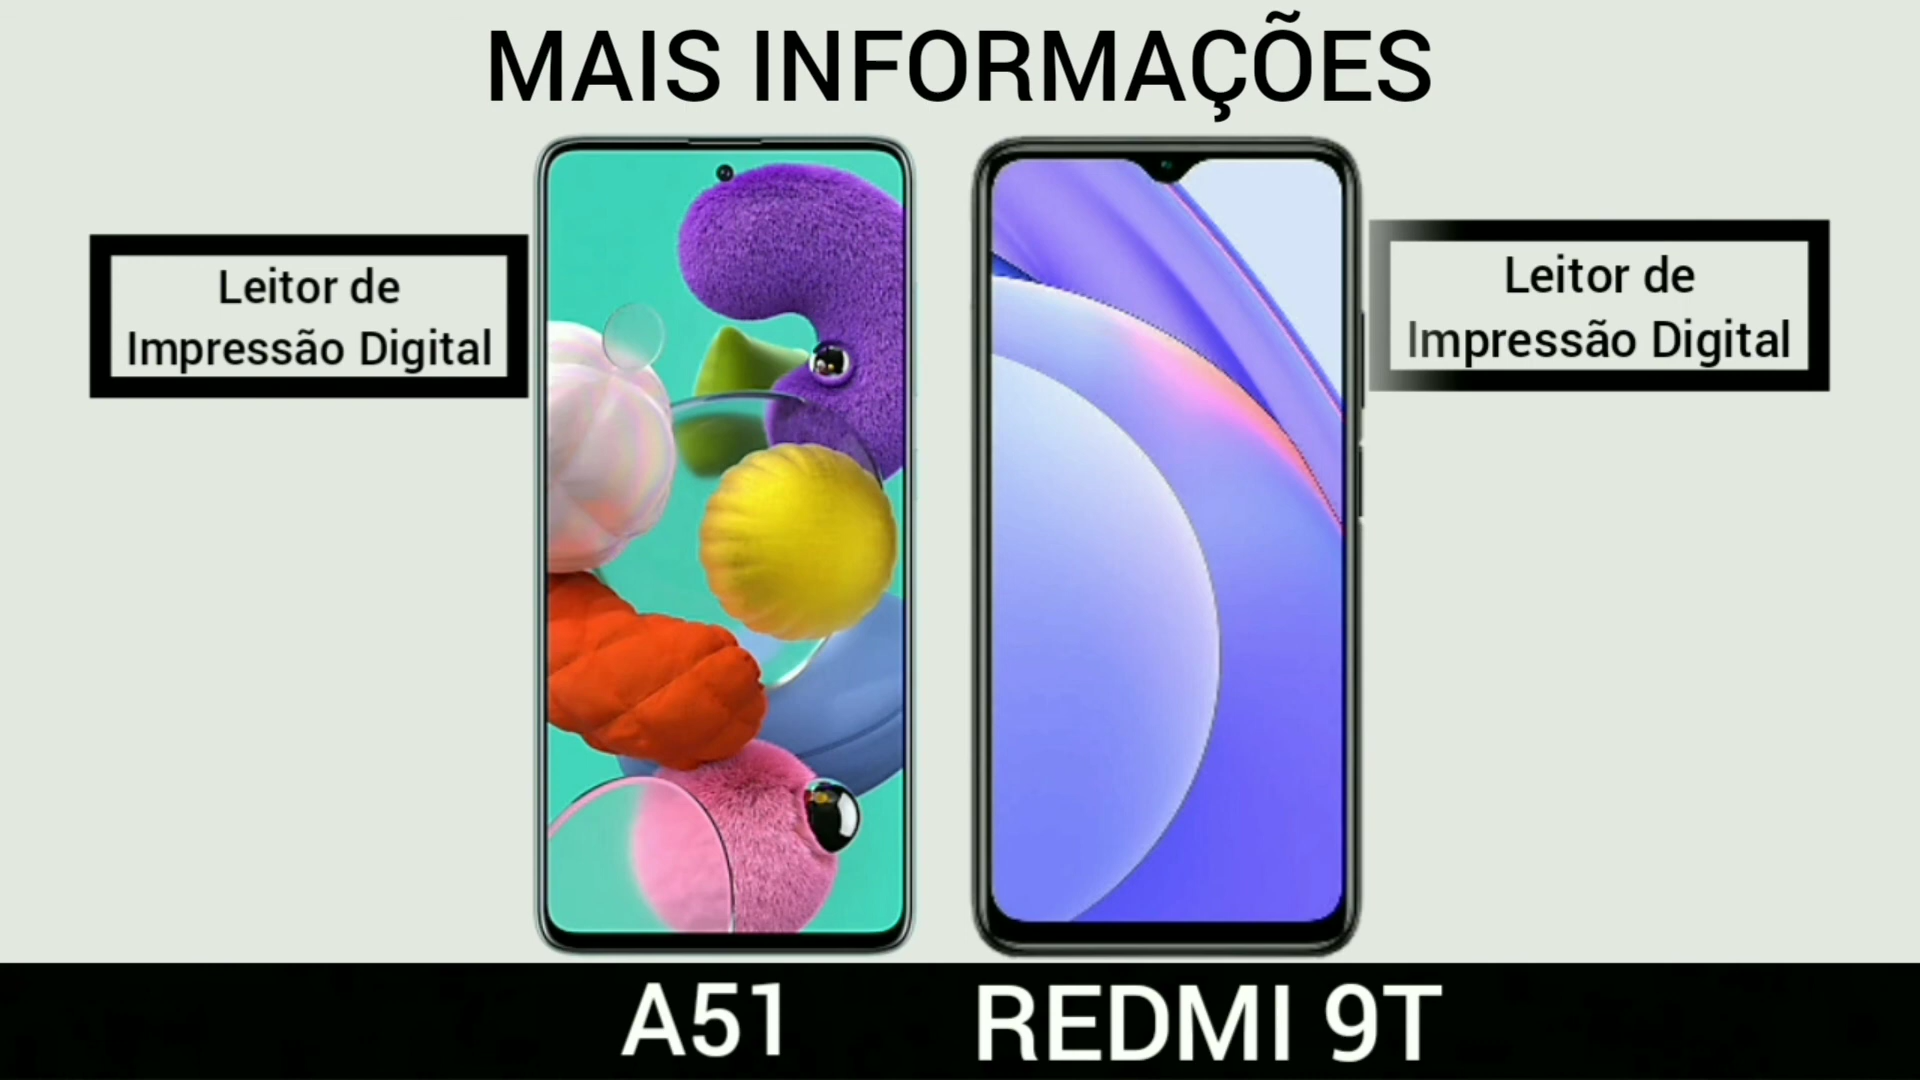 MAIS INFORMAÇÕES
Leitor de
Impressão Digital
Leitor de
Impressão Digital
A51
REDMI 9T